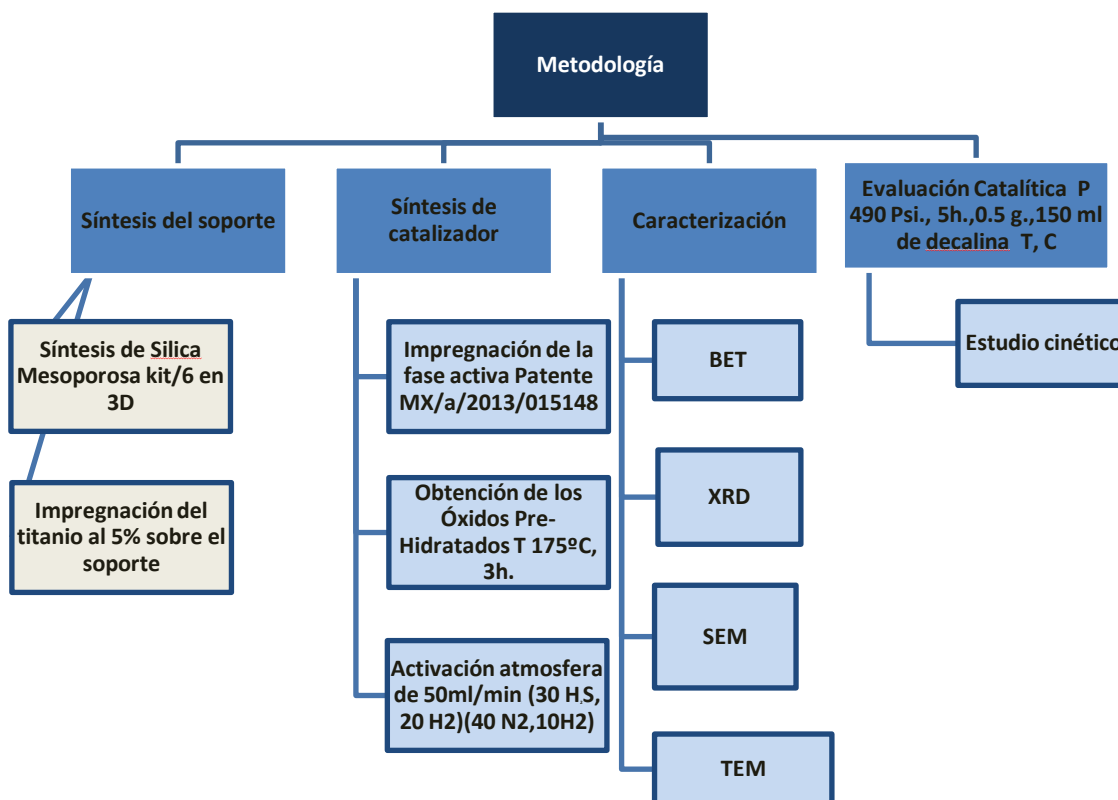 Metodología
Síntesis del soporte
Síntesis de
catalizador
Caracterización
Evaluación Catalítica P
490 Psi., 5h.,0.5 g.,150 ml
de decalina T, C
Síntesis de Silica
Mesoporosa kit/6 en
3D
Impregnación del
titanio al 5% sobre el
soporte
Impregnación de la
fase activa Patente
MX/a/2013/015148
Obtención de los
Óxidos Pre-
Hidratados T 175ºC,
3h.
Activación atmosfera
de 50ml/min (30 H,S,
20 H2)(40 N2,10H2)
BET
XRD
SEM
TEM
Estudio cinético